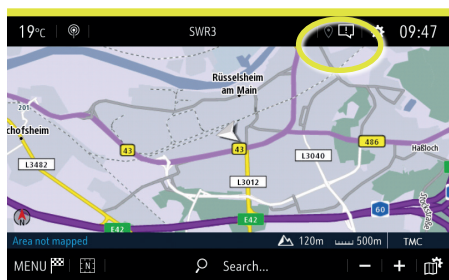 19°C SWR3 09:47
Rüsselsheim
am Main
201
chofsheim
43
43
486
Haßloch
L3482
L3040
L3012
60
E42
E42
Area not mapped 120m 500m TMC
MENU N Search... − +